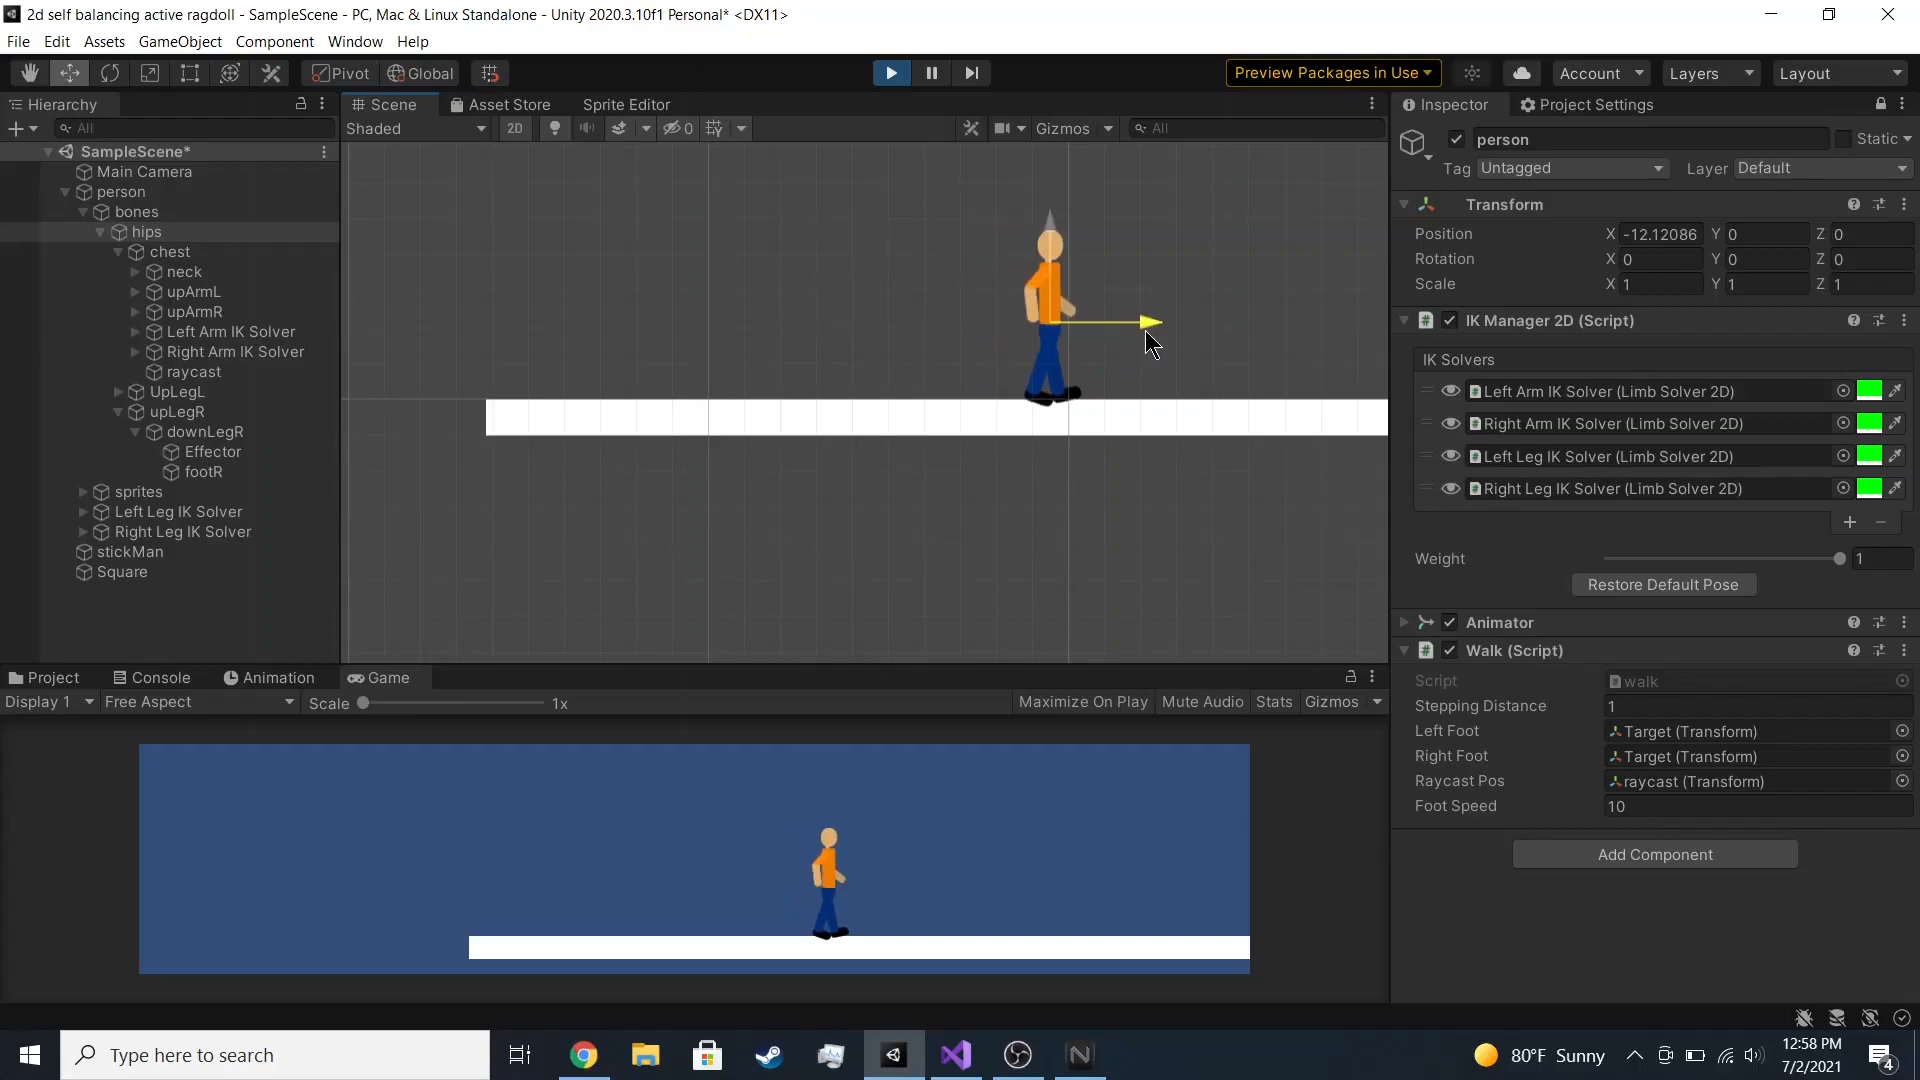 2d self balancing active ragdoll - SampleScene - PC, Mac & Linux Standalone - Unity 2020.3.10f1 Personal* <DX11>
File Edit Assets GameObject Component Window Help
Pivot Global Preview Packages in Use Account Layers Layout
Hierarchy
Scene Asset Store Sprite Editor
Inspector Project Settings
All
Shaded 2D 0 Gizmos All
person Static
Tag Untagged Layer Default
SampleScene*
Main Camera
person
bones
hips
chest
neck
upArmL
upArmR
Left Arm IK Solver
Right Arm IK Solver
raycast
UpLegL
upLegR
downLegR
Effector
footR
sprites
Left Leg IK Solver
Right Leg IK Solver
stickMan
Square
Transform
Position X -12.12086 Y 0 Z 0
Rotation X 0 Y 0 Z 0
Scale X 1 Y 1 Z 1
IK Manager 2D (Script)
IK Solvers
Left Arm IK Solver (Limb Solver 2D)
Right Arm IK Solver (Limb Solver 2D)
Left Leg IK Solver (Limb Solver 2D)
Right Leg IK Solver (Limb Solver 2D)
Weight 1
Restore Default Pose
Animator
Walk (Script)
Script walk
Stepping Distance 1
Left Foot Target (Transform)
Right Foot Target (Transform)
Raycast Pos raycast (Transform)
Foot Speed 10
Add Component
Project Console Animation Game
Display 1 Free Aspect Scale 1x Maximize On Play Mute Audio Stats Gizmos
Type here to search
80°F Sunny
12:58 PM
7/2/2021
4